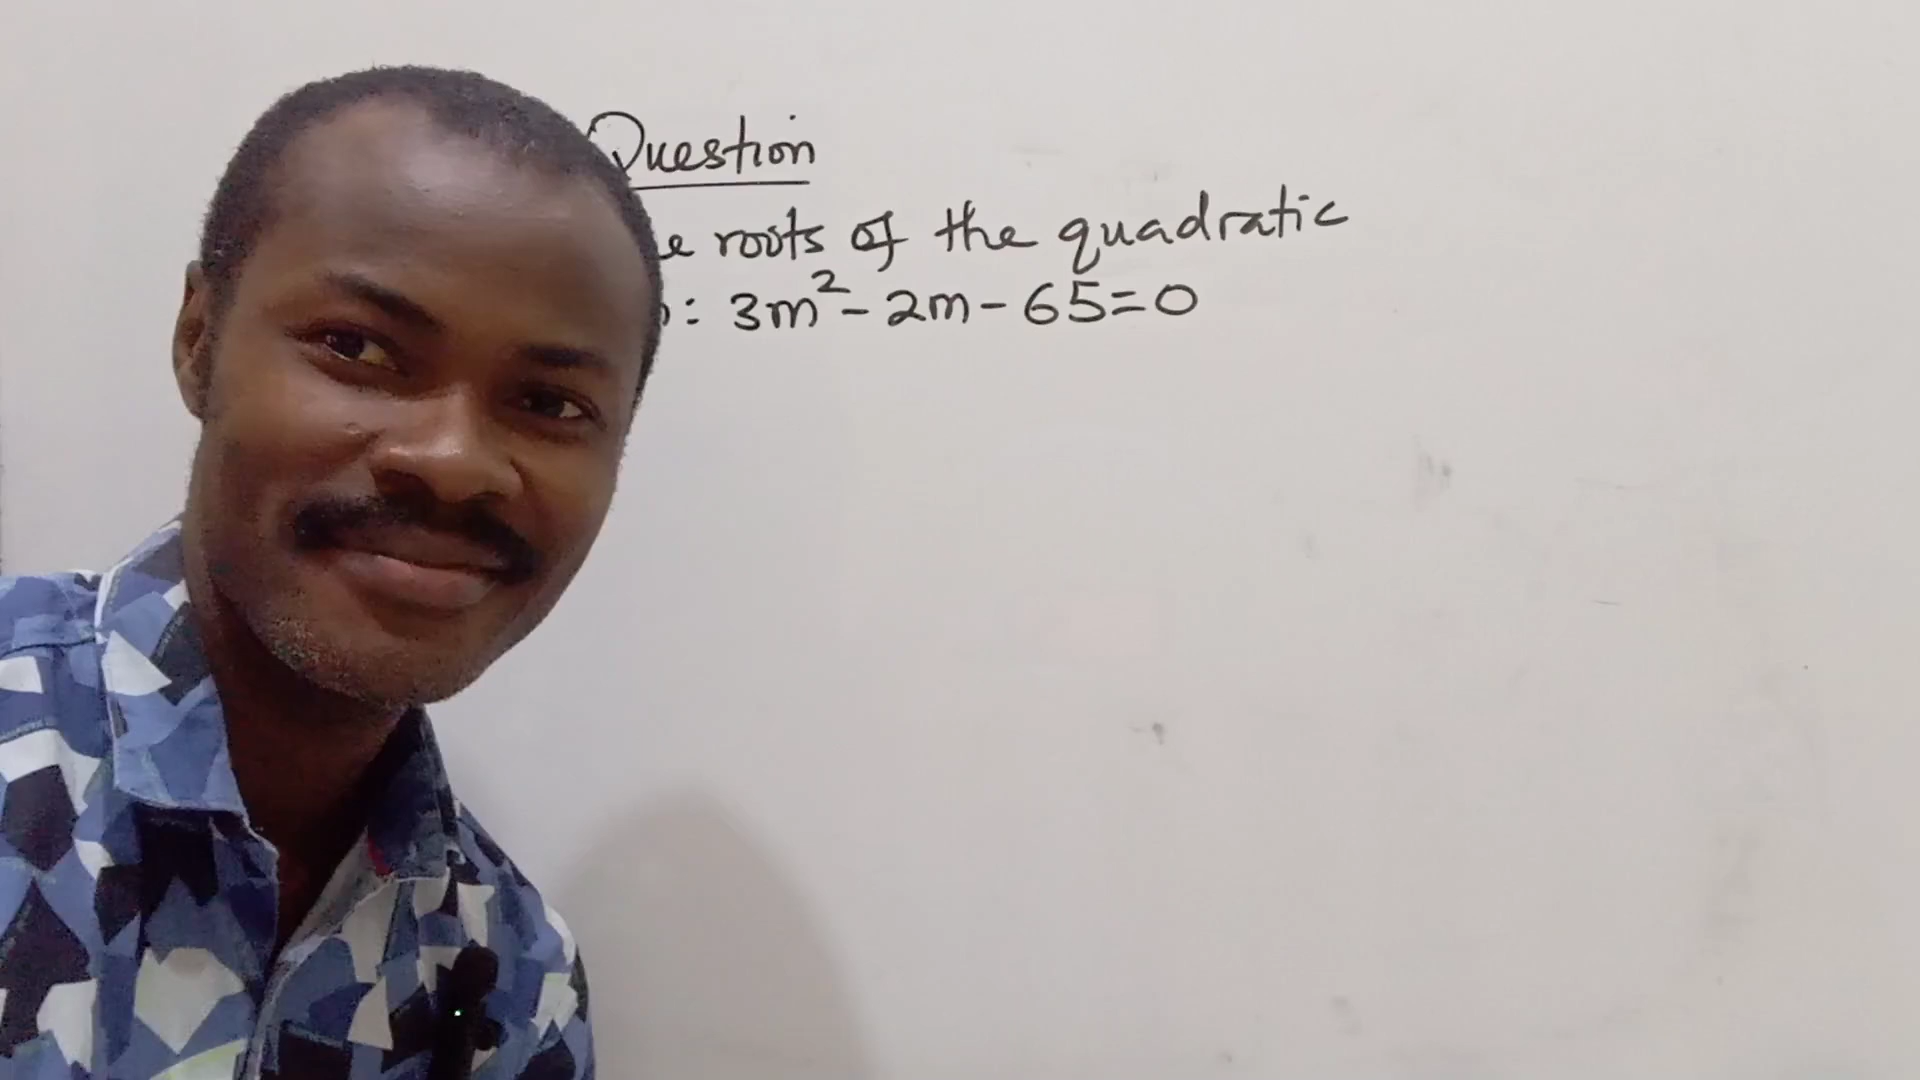 Question
roots of the quadratic
: 3m²- 2m - 65=0